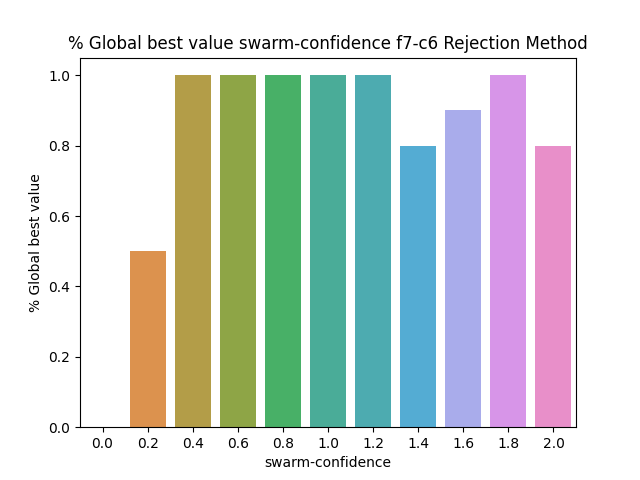 % Global best value swarm-confidence f7-c6 Rejection Method
% Global best value
1.0
0.8
0.6
0.4
0.2
0.0
0.0 0.2 0.4 0.6 0.8 1.0 1.2 1.4 1.6 1.8 2.0
swarm-confidence